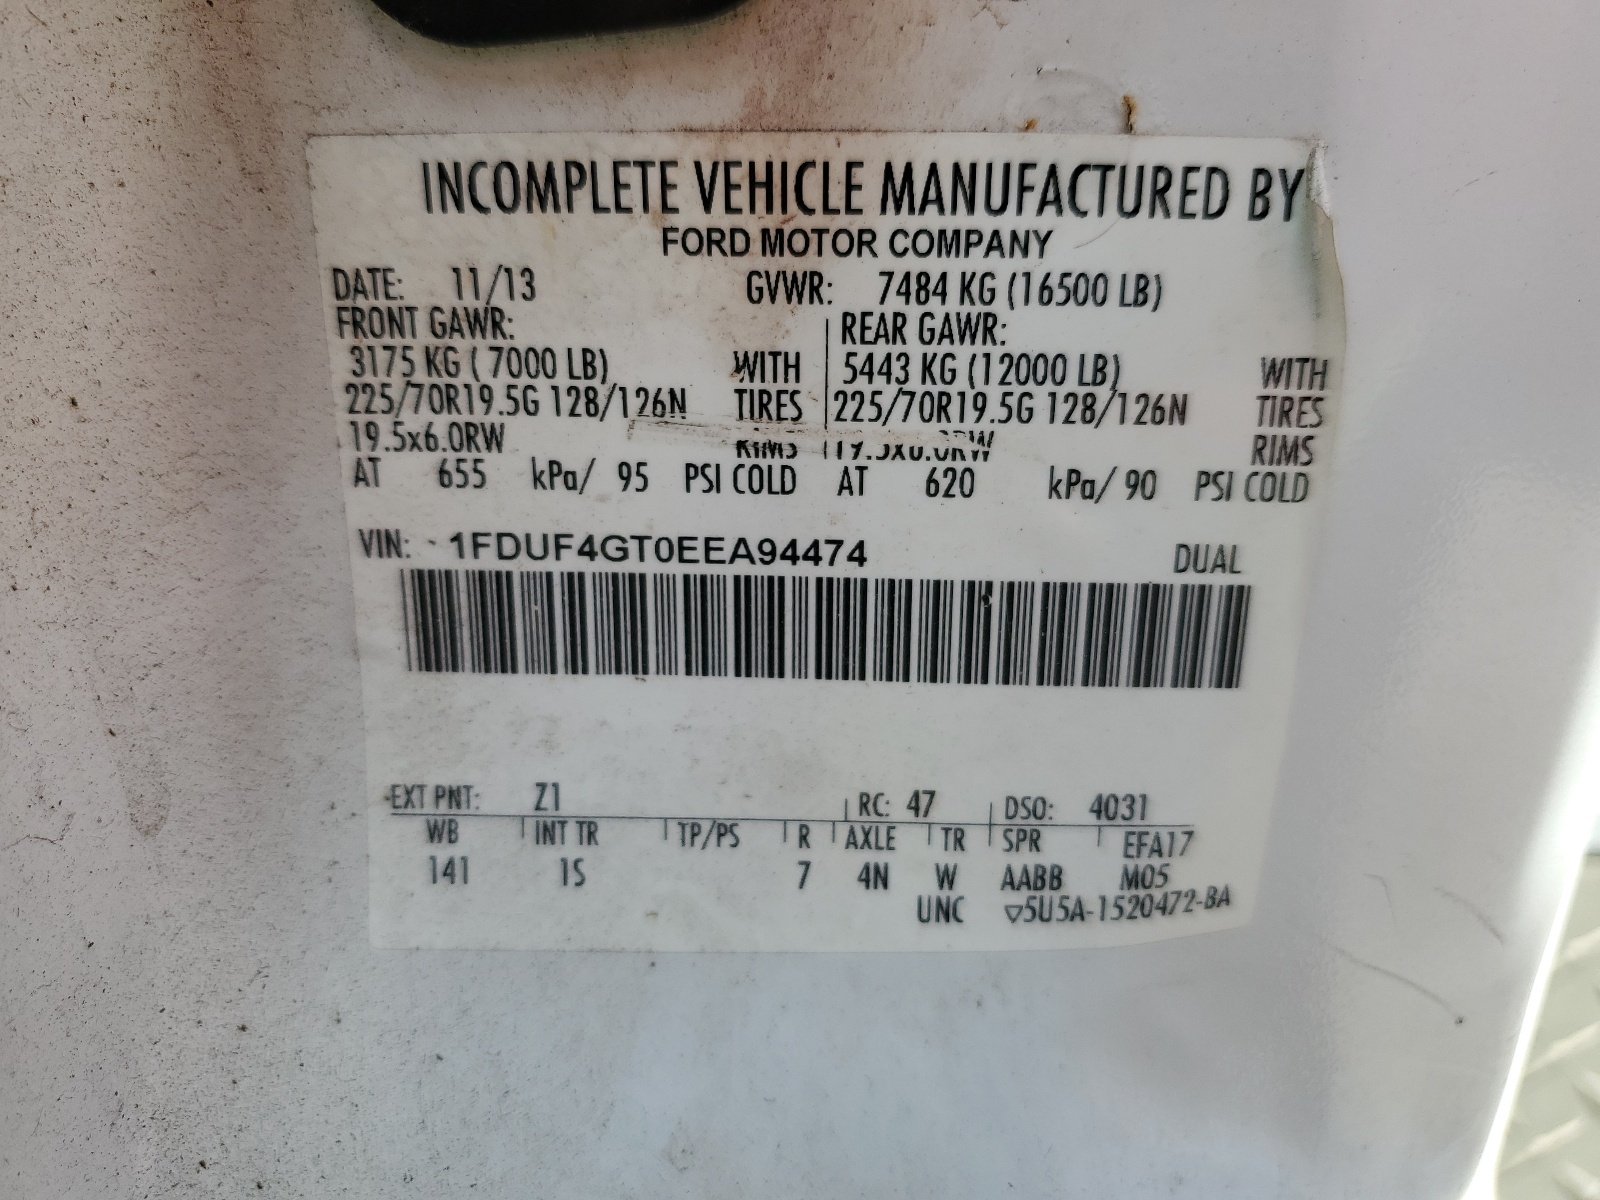 INCOMPLETE VEHICLE MANUFACTURED BY
FORD MOTOR COMPANY
DATE: 11/13 GVWR: 7484 KG (16500 LB)
FRONT GAWR: REAR GAWR:
3175 KG ( 7000 LB) WITH 5443 KG (12000 LB) WITH
225/70R19.5G 128/126N TIRES 225/70R19.5G 128/126N TIRES
19.5x6.0RW RIMS 19.5x6.0RW RIMS
AT 655 kPa/ 95 PSI COLD AT 620 kPa/ 90 PSI COLD
VIN: 1FDUF4GT0EEA94474 DUAL
EXT PNT: Z1 RC: 47 DSO: 4031
WB INT TR TP/PS R AXLE TR SPR EFA17
141 1S 7 4N W AABB M05
UNC ▽5U5A-1520472-BA